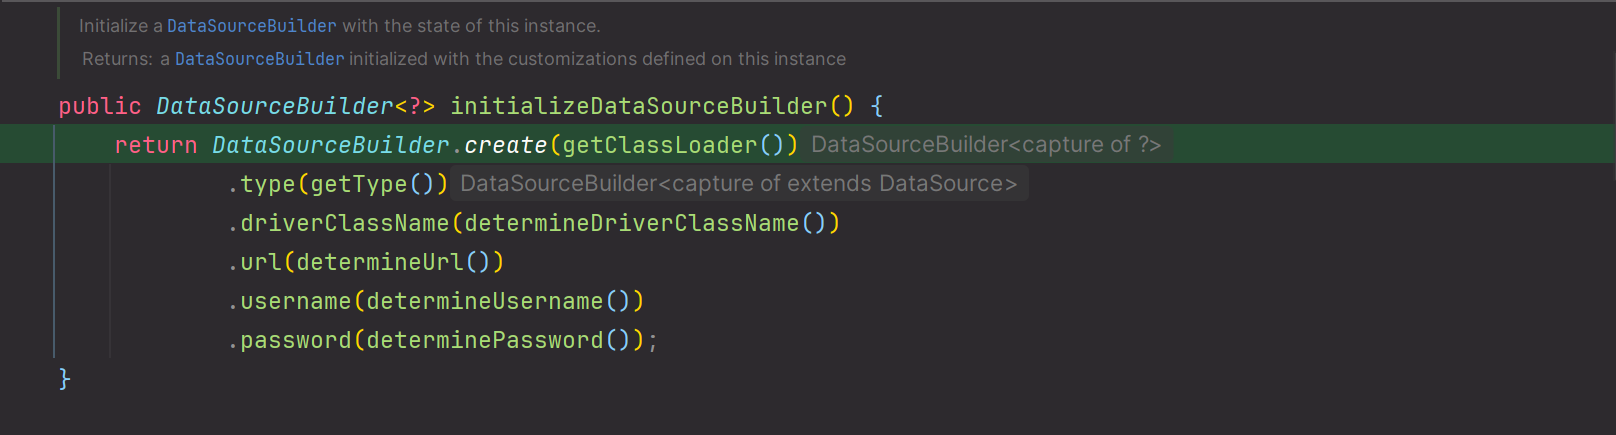 Initialize a DataSourceBuilder with the state of this instance.
Returns: a DataSourceBuilder initialized with the customizations defined on this instance
public DataSourceBuilder<?> initializeDataSourceBuilder() {
return DataSourceBuilder.create(getClassLoader()) DataSourceBuilder<capture of ?>
.type(getType()) DataSourceBuilder<capture of extends DataSource>
.driverClassName(determineDriverClassName())
.url(determineUrl())
.username(determineUsername())
.password(determinePassword());
}